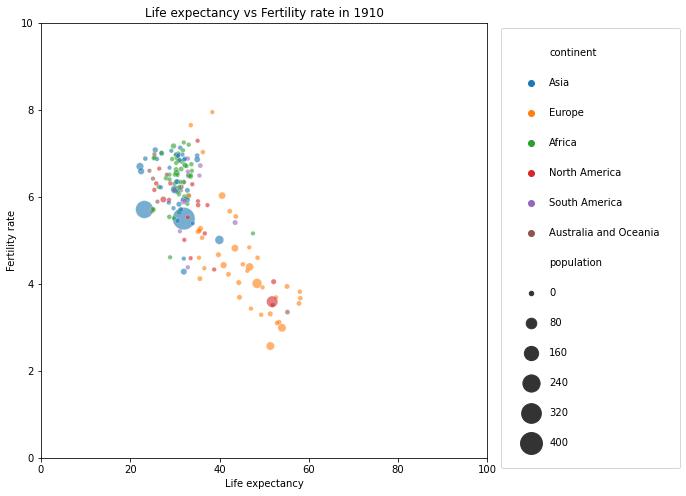 Life expectancy vs Fertility rate in 1910
10
8
6
4
2
0
Fertility rate
0 20 40 60 80 100
Life expectancy
continent
Asia
Europe
Africa
North America
South America
Australia and Oceania
population
0
80
160
240
320
400